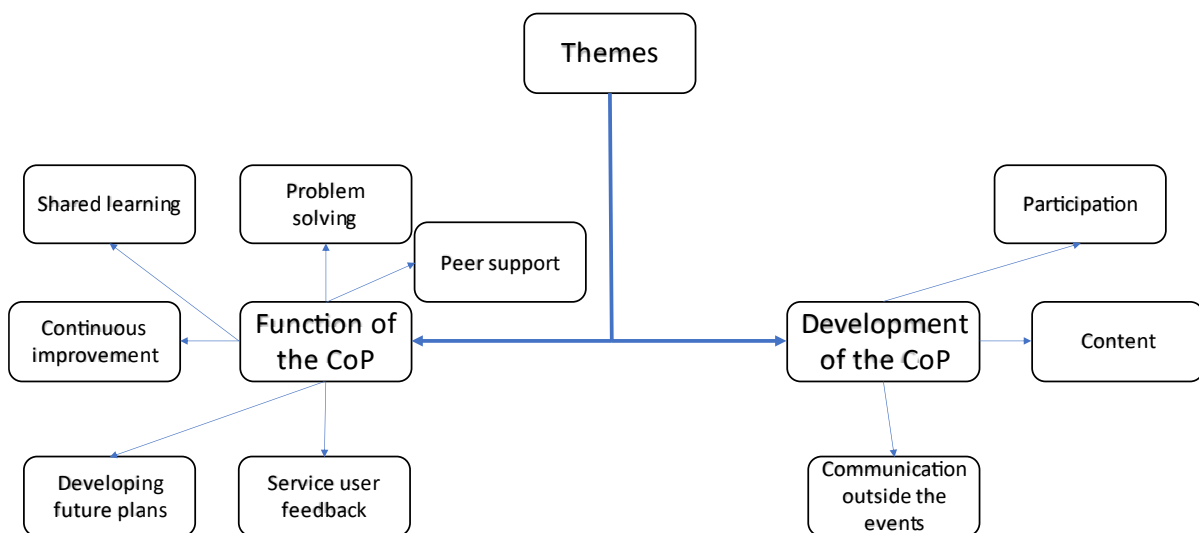 Themes
Shared learning
Problem
solving
Peer support
Participation
Continuous
improvement
Function of
the CoP
Development
of the CoP
Content
Developing
future plans
Service user
feedback
Communication
outside the
events